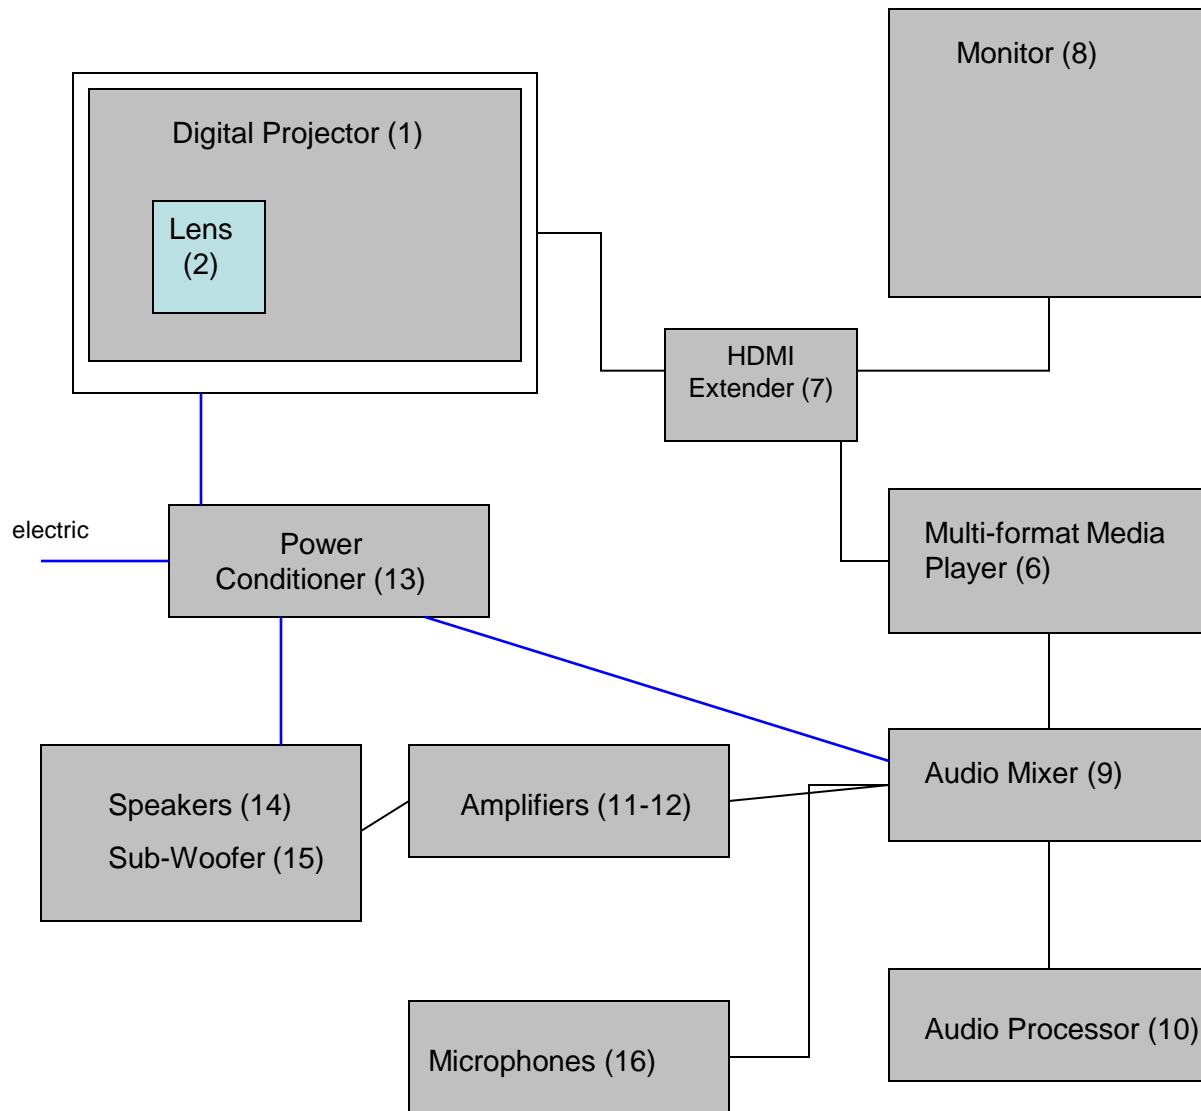 Monitor (8)
Digital Projector (1)
Lens
(2)
HDMI
Extender (7)
electric
Power
Conditioner (13)
Multi-format Media
Player (6)
Speakers (14)
Sub-Woofer (15)
Amplifiers (11-12)
Audio Mixer (9)
Microphones (16)
Audio Processor (10)